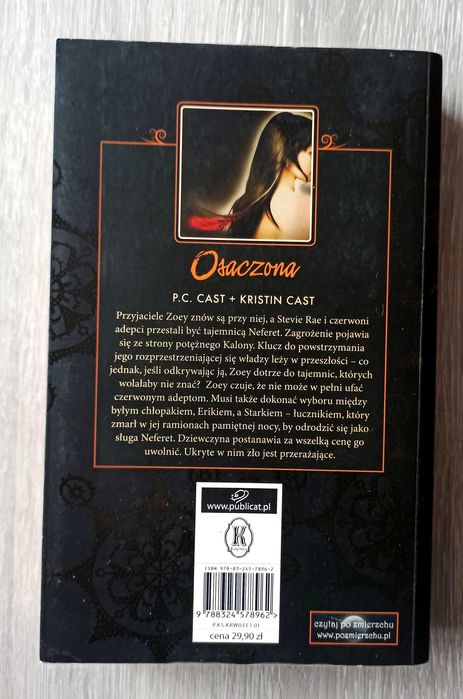 Osaczona
P.C. CAST + KRISTIN CAST
Przyjaciele Zoey znów są przy niej, a Stevie Rae i czerwoni
adepci przestali być tajemnicą Neferet. Zagrożenie pojawia
się ze strony potężnego Kalony. Klucz do powstrzymania
jego rozprzestrzeniającej się władzy leży w przeszłości – co
jednak, jeśli odkrywając ją, Zoey dotrze do tajemnic, których
wolałaby nie znać? Zoey czuje, że nie może w pełni ufać
czerwonym adeptom. Musi także dokonać wyboru między
byłym chłopakiem, Erikiem, a Starkiem – łucznikiem, który
zmarł w jej ramionach pamiętnej nocy, by odrodzić się jako
sługa Neferet. Dziewczyna postanawia za wszelką cenę go
uwolnić. Ukryte w nim zło jest przerażające.
www.publicat.pl
K
ISBN 978-83-245-7896-2
9 788324 578962 >
cena 29,90 zł
czytaj po zmierzchu
www.pozmierzchu.pl